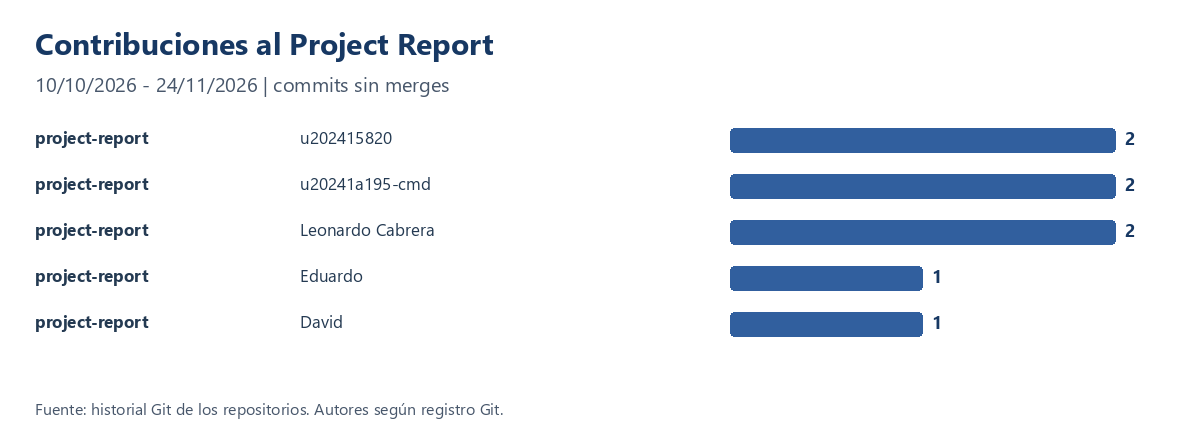 Contribuciones al Project Report
10/10/2026 - 24/11/2026 | commits sin merges
project-report u202415820 2
project-report u20241a195-cmd 2
project-report Leonardo Cabrera 2
project-report Eduardo 1
project-report David 1
Fuente: historial Git de los repositorios. Autores según registro Git.